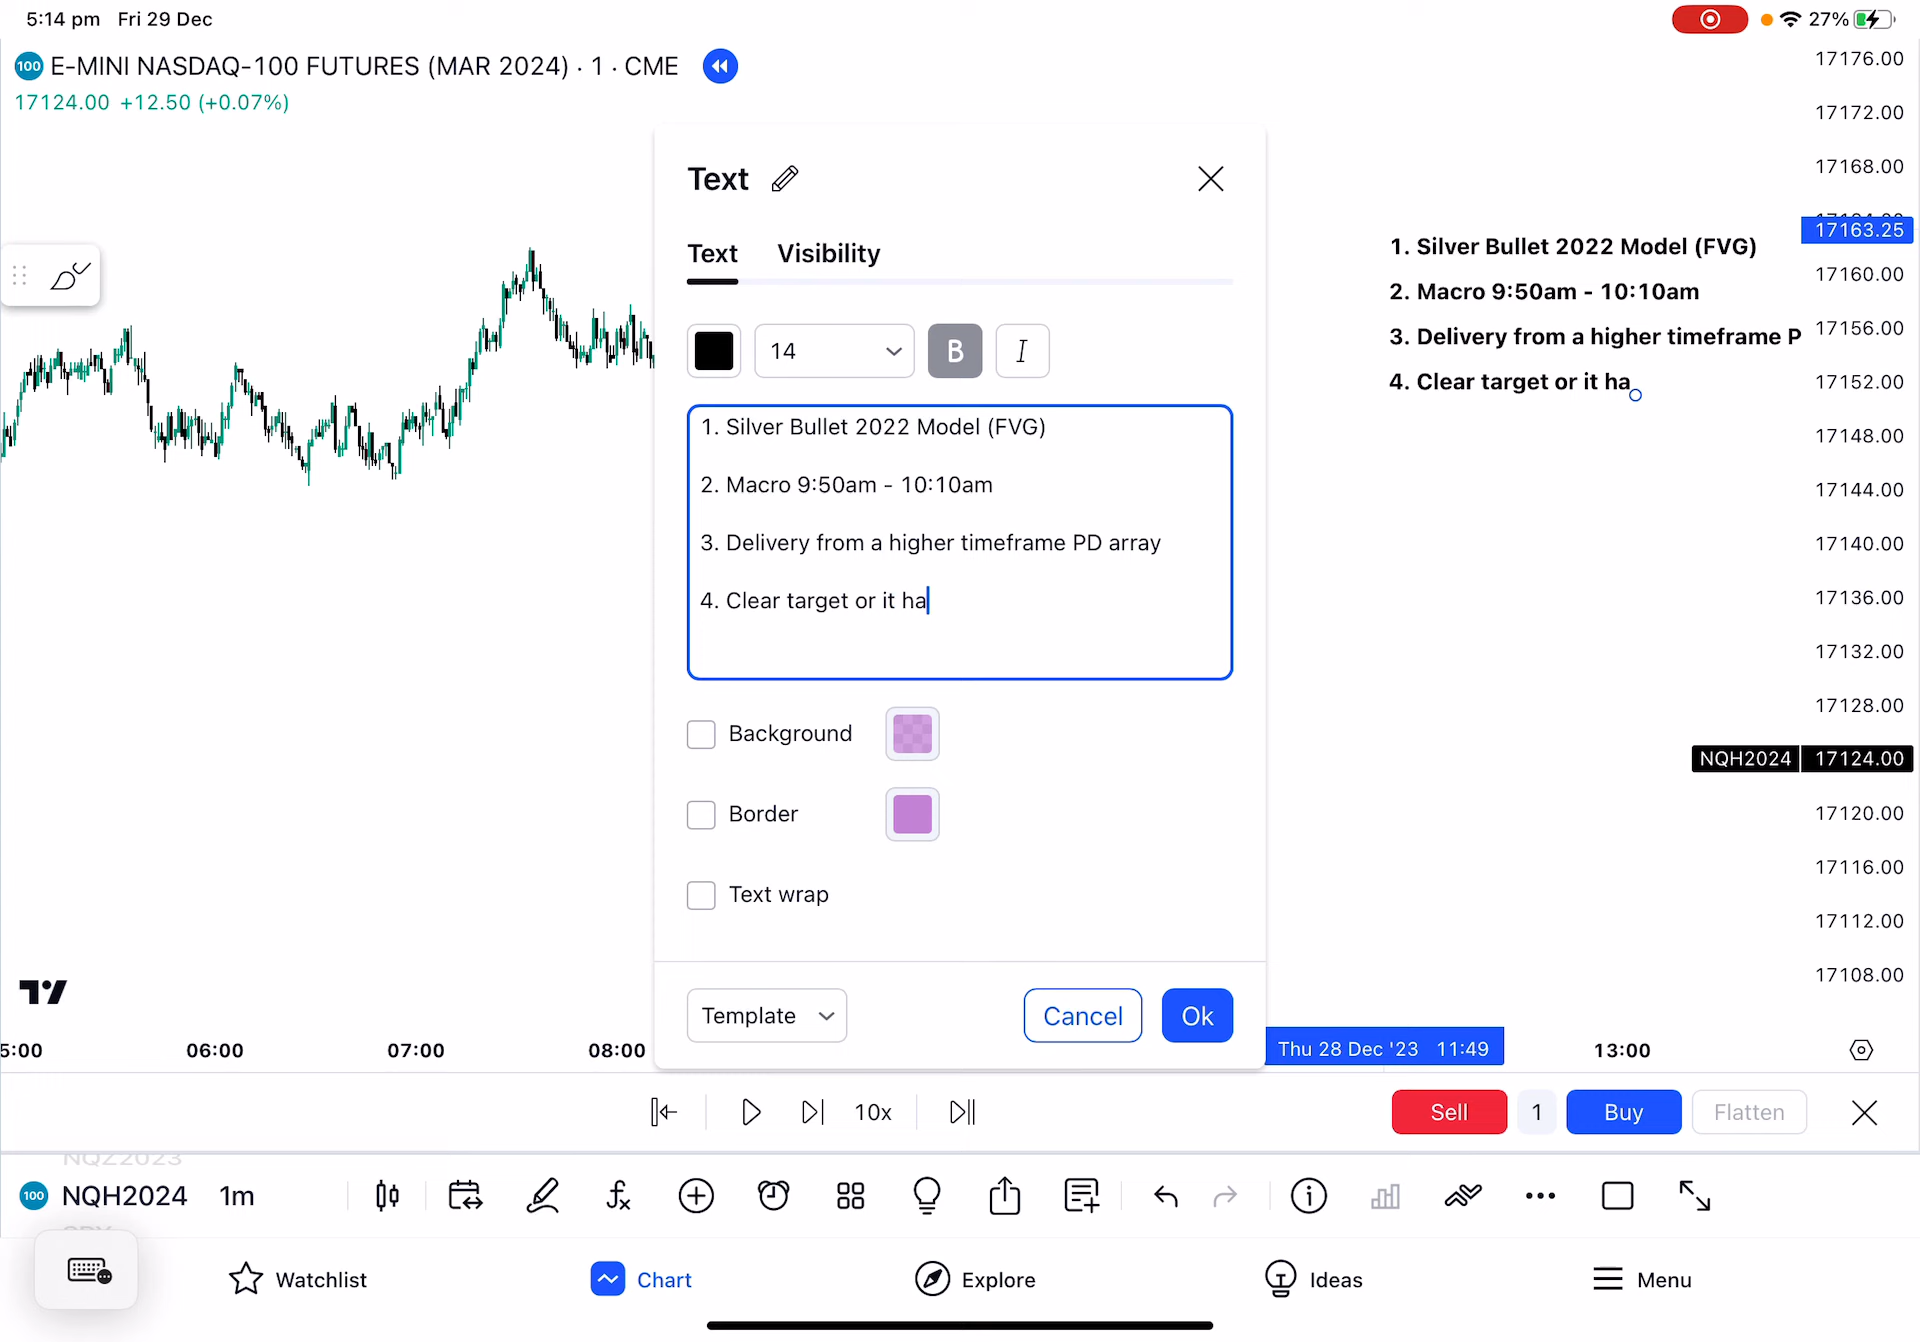 5:14 pm Fri 29 Dec
27%
100 E-MINI NASDAQ-100 FUTURES (MAR 2024) · 1 · CME
17124.00 +12.50 (+0.07%)
Text
Text Visibility
14 B I
1. Silver Bullet 2022 Model (FVG)
2. Macro 9:50am - 10:10am
3. Delivery from a higher timeframe PD array
4. Clear target or it ha
Background
Border
Text wrap
Template Cancel Ok
1. Silver Bullet 2022 Model (FVG)
2. Macro 9:50am - 10:10am
3. Delivery from a higher timeframe P
4. Clear target or it ha
17176.00
17172.00
17168.00
17163.25
17160.00
17156.00
17152.00
17148.00
17144.00
17140.00
17136.00
17132.00
17128.00
NQH2024 17124.00
17120.00
17116.00
17112.00
17108.00
5:00 06:00 07:00 08:00 Thu 28 Dec '23 11:49 13:00
10x Sell 1 Buy Flatten
NQZ2023
100 NQH2024 1m
Watchlist Chart Explore Ideas Menu